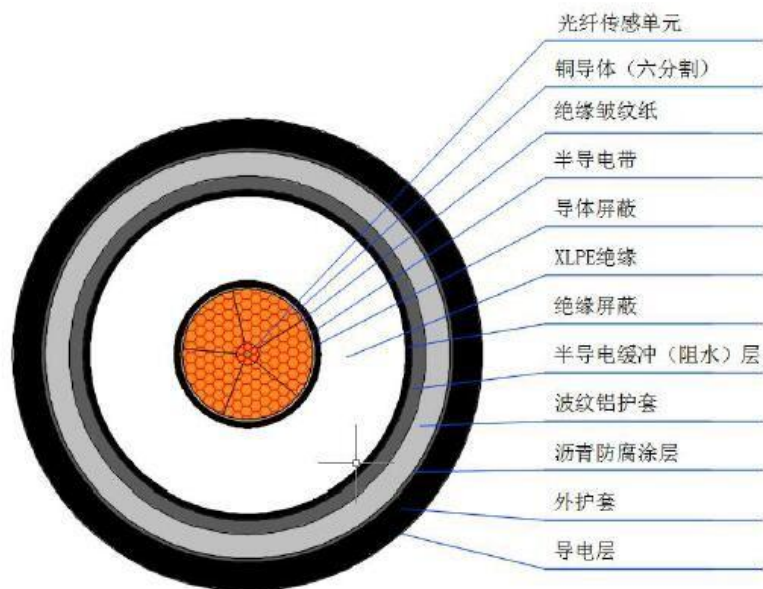 光纤传感单元
铜导体（六分割）
绝缘皱纹纸
半导电带
导体屏蔽
XLPE绝缘
绝缘屏蔽
半导电缓冲（阻水）层
波纹铝护套
沥青防腐涂层
外护套
导电层